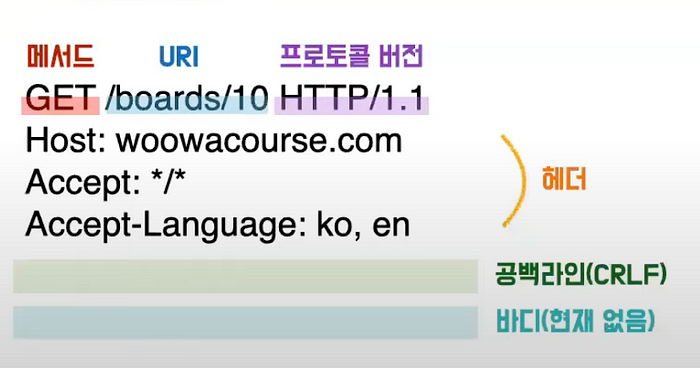 메서드 URI 프로토콜 버전
GET /boards/10 HTTP/1.1
Host: woowacourse.com
Accept: */*
헤더
Accept-Language: ko, en
공백라인(CRLF)
바디(현재 없음)